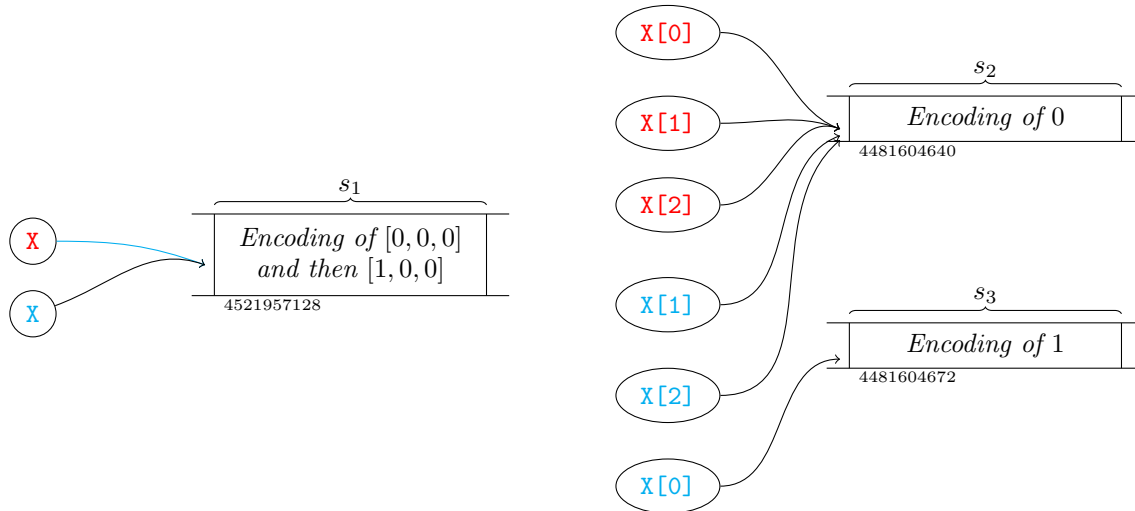 X
X
s₁
Encoding of [0, 0, 0]
and then [1, 0, 0]
4521957128
X[0]
X[1]
X[2]
X[1]
X[2]
X[0]
s₂
Encoding of 0
4481604640
s₃
Encoding of 1
4481604672